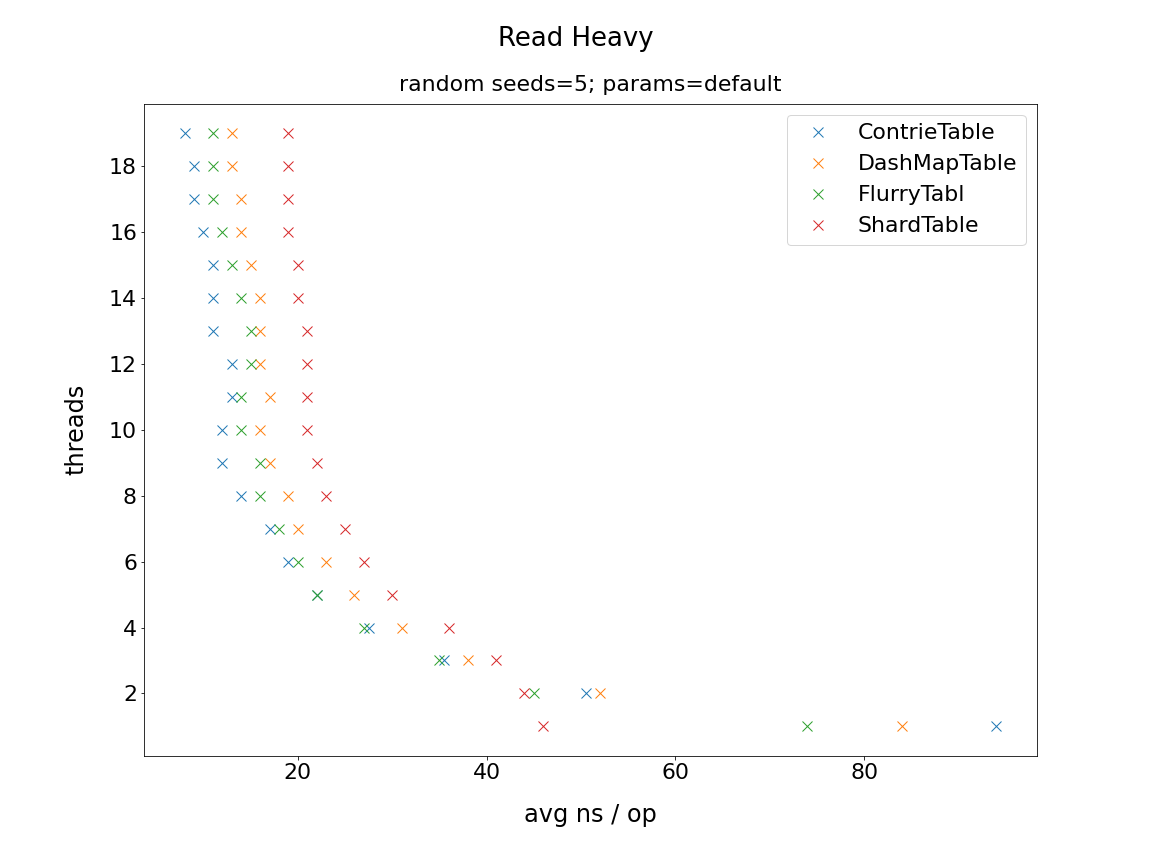 Read Heavy
random seeds=5; params=default
ContrieTable
DashMapTable
FlurryTabl
ShardTable
18
16
14
12
10
8
6
4
2
threads
20 40 60 80
avg ns / op